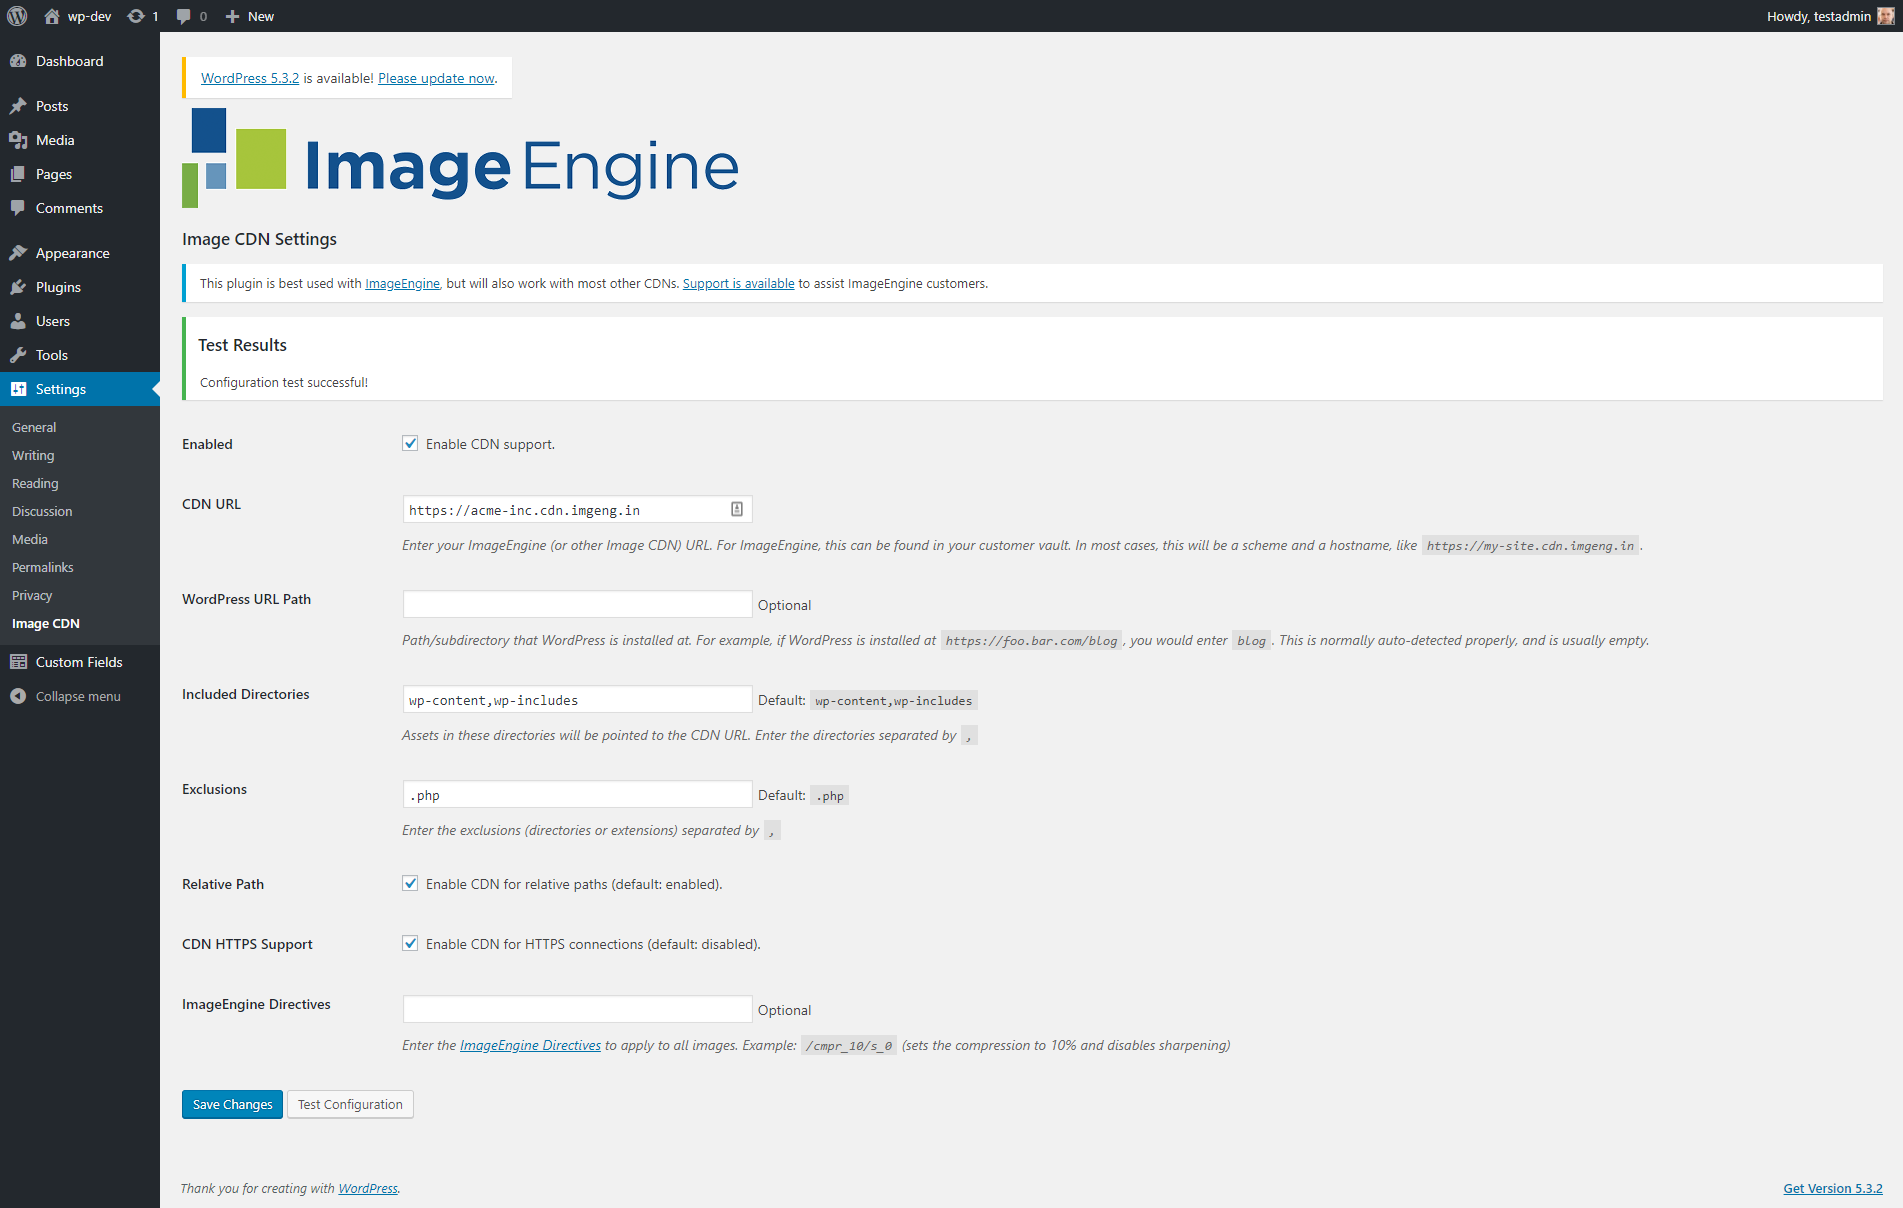 wp-dev 1 0 New Howdy, testadmin
Dashboard
Posts
Media
Pages
Comments
Appearance
Plugins
Users
Tools
Settings
General
Writing
Reading
Discussion
Media
Permalinks
Privacy
Image CDN
Custom Fields
Collapse menu
WordPress 5.3.2 is available! Please update now.
ImageEngine
Image CDN Settings
This plugin is best used with ImageEngine, but will also work with most other CDNs. Support is available to assist ImageEngine customers.
Test Results
Configuration test successful!
Enabled Enable CDN support.
CDN URL https://acme-inc.cdn.imgeng.in
Enter your ImageEngine (or other Image CDN) URL. For ImageEngine, this can be found in your customer vault. In most cases, this will be a scheme and a hostname, like https://my-site.cdn.imgeng.in .
WordPress URL Path Optional
Path/subdirectory that WordPress is installed at. For example, if WordPress is installed at https://foo.bar.com/blog , you would enter blog . This is normally auto-detected properly, and is usually empty.
Included Directories wp-content,wp-includes Default: wp-content,wp-includes
Assets in these directories will be pointed to the CDN URL. Enter the directories separated by ,
Exclusions .php Default: .php
Enter the exclusions (directories or extensions) separated by ,
Relative Path Enable CDN for relative paths (default: enabled).
CDN HTTPS Support Enable CDN for HTTPS connections (default: disabled).
ImageEngine Directives Optional
Enter the ImageEngine Directives to apply to all images. Example: /cmpr_10/s_0 (sets the compression to 10% and disables sharpening)
Save Changes Test Configuration
Thank you for creating with WordPress. Get Version 5.3.2